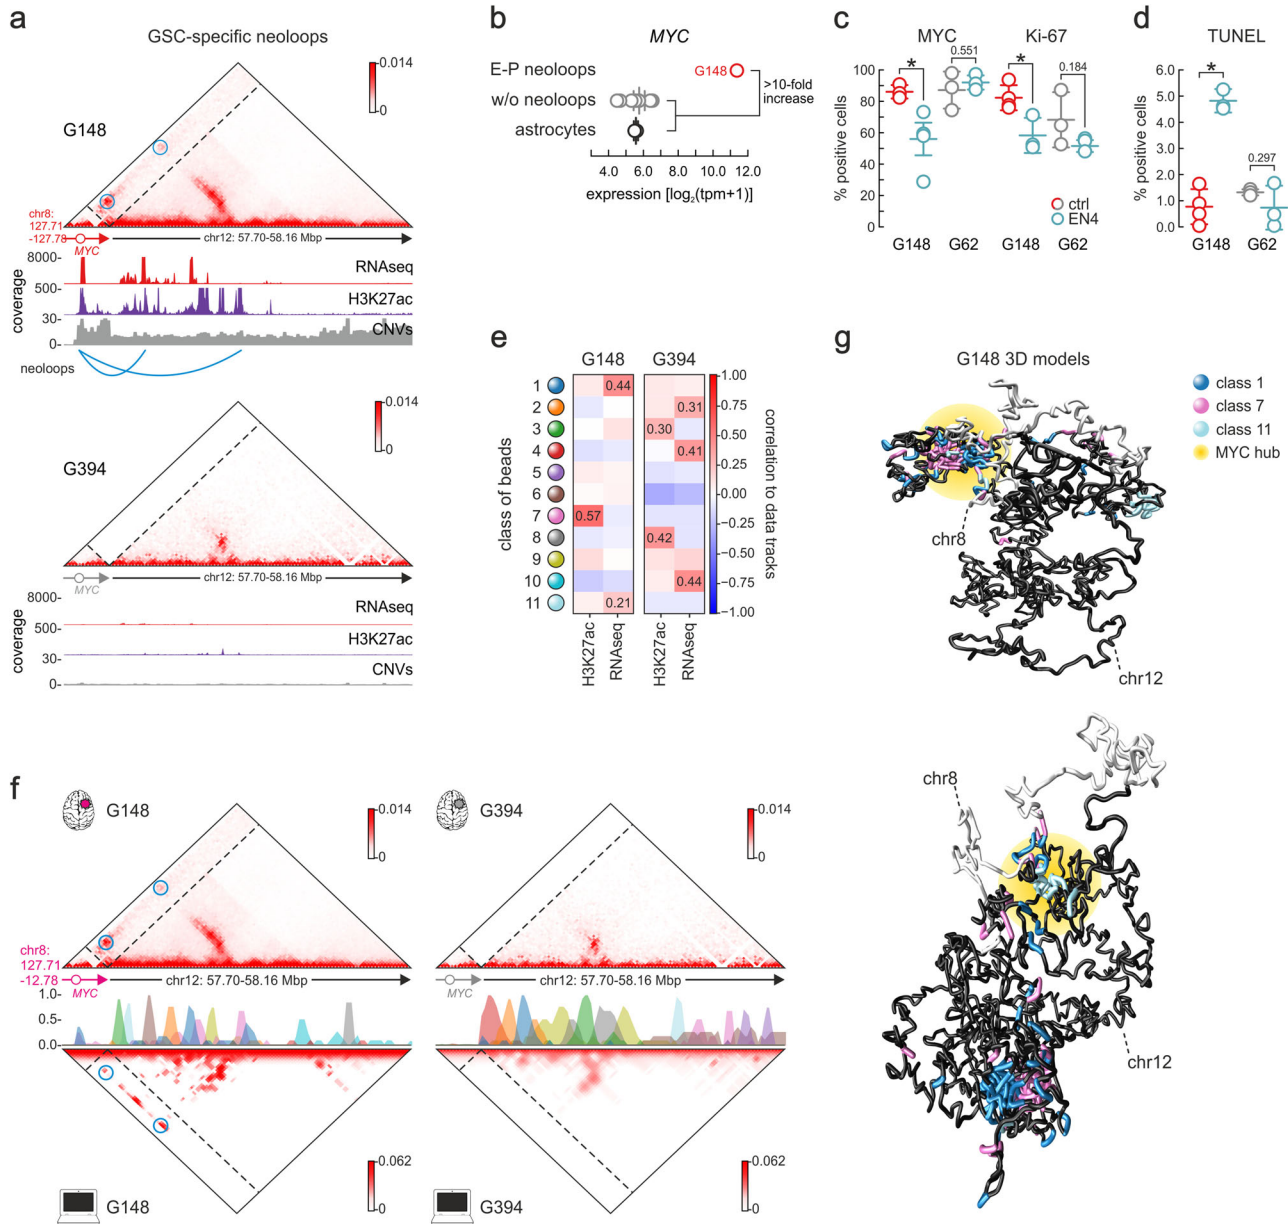 a
GSC-specific neoloops
0.014
0
G148
chr8:
127.71
-127.78
MYC
chr12: 57.70-58.16 Mbp
8000-
RNAseq
500-
H3K27ac
30-
CNVs
0-
coverage
neoloops
0.014
0
G394
MYC
chr12: 57.70-58.16 Mbp
8000-
RNAseq
500-
H3K27ac
30-
CNVs
0-
coverage
b
MYC
E-P neoloops
G148
w/o neoloops
astrocytes
>10-fold
increase
4.0 6.0 8.0 10.0 12.0
expression [log2(tpm+1)]
c
MYC Ki-67
* 0.551 * 0.184
100
80
60
40
20
0
% positive cells
ctrl
EN4
G148 G62 G148 G62
d
TUNEL
*
0.297
6.0
5.0
4.0
3.0
2.0
1.0
0.0
% positive cells
G148 G62
e
G148 G394
1 0.44
2 0.31
3 0.30
4 0.41
5
6
7 0.57
8 0.42
9
10 0.44
11 0.21
class of beads
H3K27ac
RNAseq
H3K27ac
RNAseq
1.00
0.75
0.50
0.25
0.00
−0.25
−0.50
−0.75
−1.00
correlation to data tracks
f
G148
0.014
0
chr8:
127.71
-12.78
MYC
chr12: 57.70-58.16 Mbp
1.0-
0.5-
0.0-
0.062
0
G148
G394
0.014
0
MYC
chr12: 57.70-58.16 Mbp
0.062
0
G394
g
G148 3D models
class 1
class 7
class 11
MYC hub
chr8
chr12
chr8
chr12